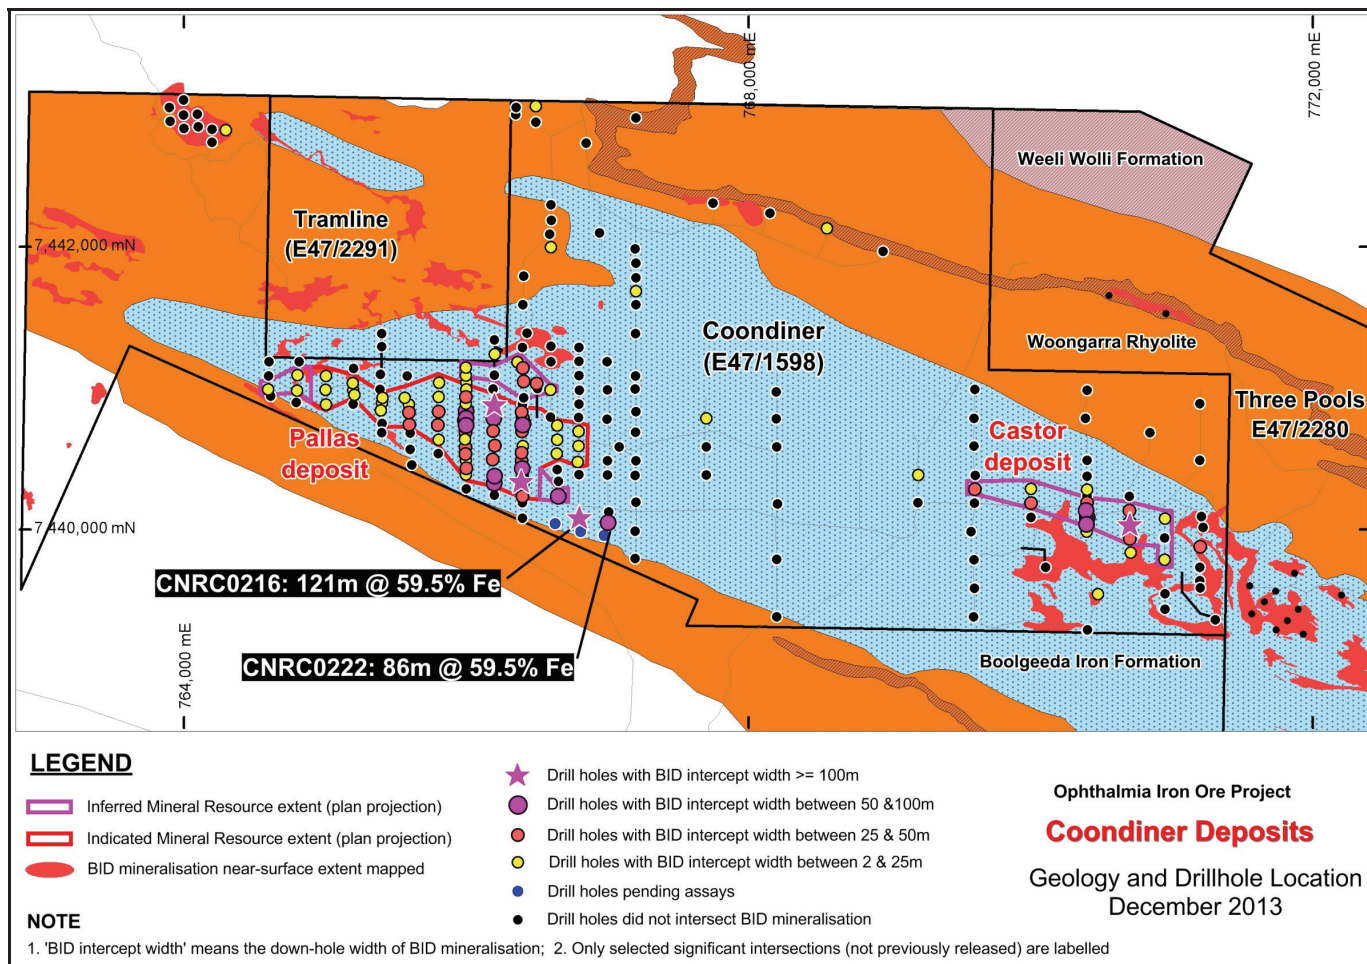 768,000 mE
772,000 mE
Weeli Wolli Formation
Tramline
(E47/2291)
7,442,000 mN
Coondiner
(E47/1598)
Woongarra Rhyolite
Three Pools
E47/2280
Pallas
deposit
Castor
deposit
7,440,000 mN
CNRC0216: 121m @ 59.5% Fe
CNRC0222: 86m @ 59.5% Fe
764,000 mE
Boolgeeda Iron Formation
LEGEND
Inferred Mineral Resource extent (plan projection)
Indicated Mineral Resource extent (plan projection)
BID mineralisation near-surface extent mapped
Drill holes with BID intercept width >= 100m
Drill holes with BID intercept width between 50 &100m
Drill holes with BID intercept width between 25 & 50m
Drill holes with BID intercept width between 2 & 25m
Drill holes pending assays
Drill holes did not intersect BID mineralisation
Ophthalmia Iron Ore Project
Coondiner Deposits
Geology and Drillhole Location
December 2013
NOTE
1. 'BID intercept width' means the down-hole width of BID mineralisation; 2. Only selected significant intersections (not previously released) are labelled